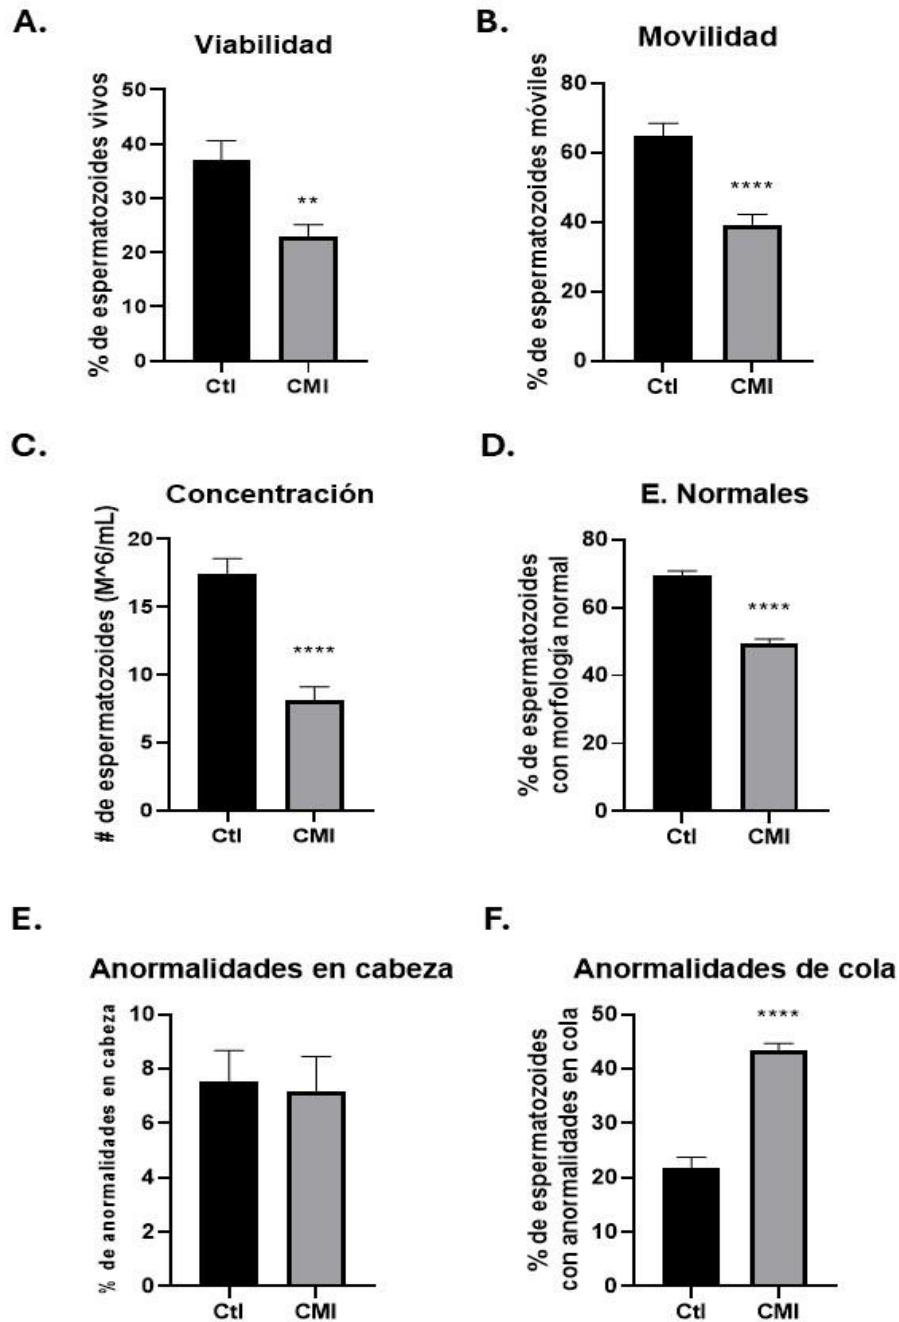 A.
Viabilidad
% de espermatozoides vivos
50
40
30
20
10
0
**
Ctl
CMI
B.
Movilidad
% de espermatozoides móviles
80
60
40
20
0
****
Ctl
CMI
C.
Concentración
# de espermatozoides (M^6/mL)
20
15
10
5
0
****
Ctl
CMI
D.
E. Normales
% de espermatozoides
con morfología normal
80
60
40
20
0
****
Ctl
CMI
E.
Anormalidades en cabeza
% de anormalidades en cabeza
10
8
6
4
2
0
Ctl
CMI
F.
Anormalidades de cola
% de espermatozoides
con anormalidades en cola
50
40
30
20
10
0
****
Ctl
CMI